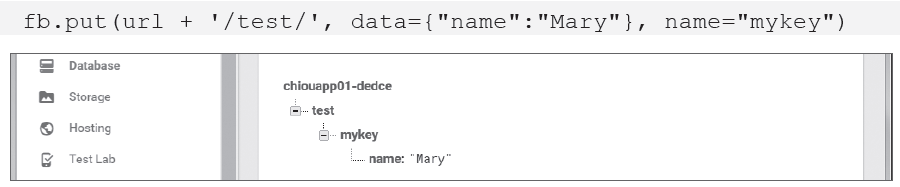 fb.put(url + '/test/', data={"name":"Mary"}, name="mykey")
Database
Storage
Hosting
Test Lab
chiouapp01-dedce
test
mykey
name: "Mary"